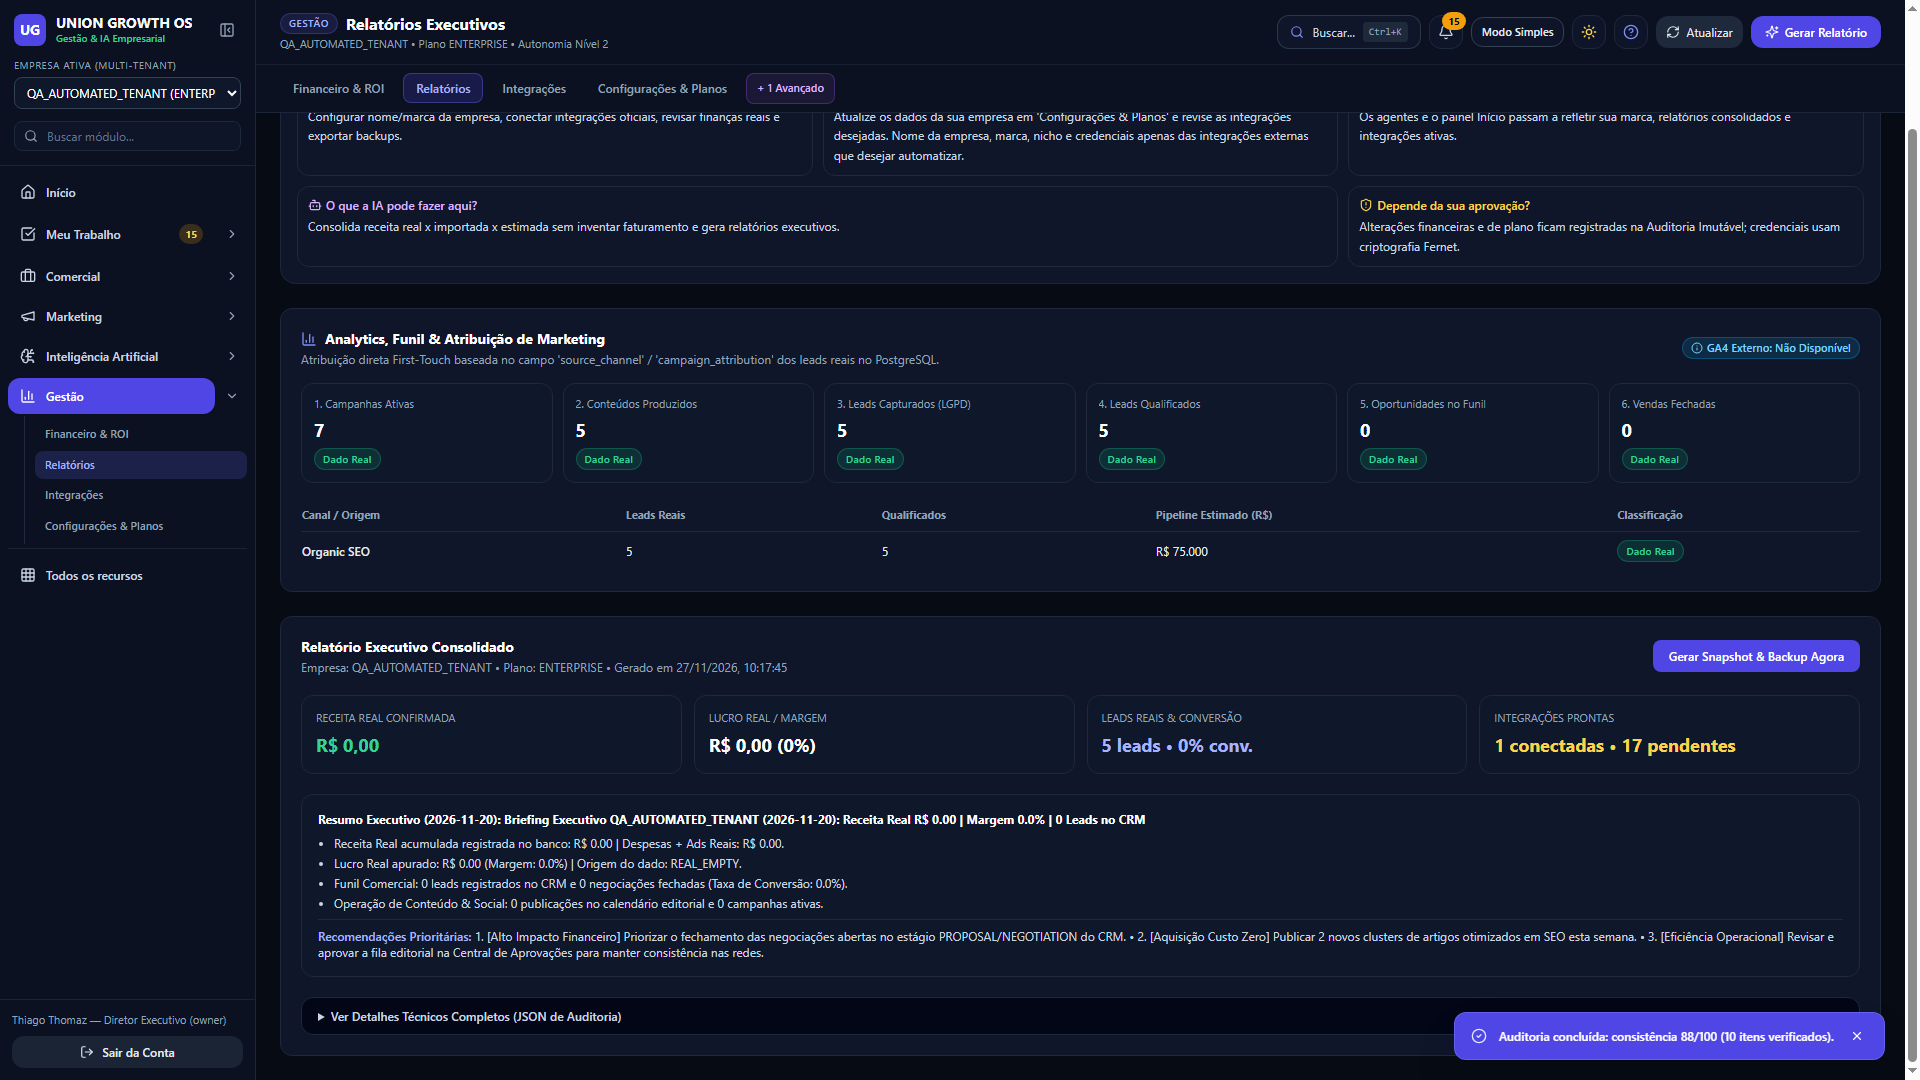 UG
UNION GROWTH OS
Gestão & IA Empresarial
EMPRESA ATIVA (MULTI-TENANT)
QA_AUTOMATED_TENANT (ENTERP
Buscar módulo...
Início
Meu Trabalho
15
Comercial
Marketing
Inteligência Artificial
Gestão
Financeiro & ROI
Relatórios
Integrações
Configurações & Planos
Todos os recursos
Thiago Thomaz — Diretor Executivo (owner)
Sair da Conta
GESTÃO
Relatórios Executivos
QA_AUTOMATED_TENANT • Plano ENTERPRISE • Autonomia Nível 2
Buscar...
Ctrl+K
15
Modo Simples
Atualizar
Gerar Relatório
Financeiro & ROI
Relatórios
Integrações
Configurações & Planos
+ 1 Avançado
Configurar nome/marca da empresa, conectar integrações oficiais, revisar finanças reais e
exportar backups.
Atualize os dados da sua empresa em 'Configurações & Planos' e revise as integrações
desejadas. Nome da empresa, marca, nicho e credenciais apenas das integrações externas
que desejar automatizar.
Os agentes e o painel Início passam a refletir sua marca, relatórios consolidados e
integrações ativas.
O que a IA pode fazer aqui?
Consolida receita real x importada x estimada sem inventar faturamento e gera relatórios executivos.
Depende da sua aprovação?
Alterações financeiras e de plano ficam registradas na Auditoria Imutável; credenciais usam
criptografia Fernet.
Analytics, Funil & Atribuição de Marketing
Atribuição direta First-Touch baseada no campo 'source_channel' / 'campaign_attribution' dos leads reais no PostgreSQL.
GA4 Externo: Não Disponível
1. Campanhas Ativas
7
Dado Real
2. Conteúdos Produzidos
5
Dado Real
3. Leads Capturados (LGPD)
5
Dado Real
4. Leads Qualificados
5
Dado Real
5. Oportunidades no Funil
0
Dado Real
6. Vendas Fechadas
0
Dado Real
Canal / Origem
Leads Reais
Qualificados
Pipeline Estimado (R$)
Classificação
Organic SEO
5
5
R$ 75.000
Dado Real
Relatório Executivo Consolidado
Empresa: QA_AUTOMATED_TENANT • Plano: ENTERPRISE • Gerado em 27/11/2026, 10:17:45
Gerar Snapshot & Backup Agora
RECEITA REAL CONFIRMADA
R$ 0,00
LUCRO REAL / MARGEM
R$ 0,00 (0%)
LEADS REAIS & CONVERSÃO
5 leads • 0% conv.
INTEGRAÇÕES PRONTAS
1 conectadas • 17 pendentes
Resumo Executivo (2026-11-20): Briefing Executivo QA_AUTOMATED_TENANT (2026-11-20): Receita Real R$ 0.00 | Margem 0.0% | 0 Leads no CRM
• Receita Real acumulada registrada no banco: R$ 0.00 | Despesas + Ads Reais: R$ 0.00.
• Lucro Real apurado: R$ 0.00 (Margem: 0.0%) | Origem do dado: REAL_EMPTY.
• Funil Comercial: 0 leads registrados no CRM e 0 negociações fechadas (Taxa de Conversão: 0.0%).
• Operação de Conteúdo & Social: 0 publicações no calendário editorial e 0 campanhas ativas.
Recomendações Prioritárias: 1. [Alto Impacto Financeiro] Priorizar o fechamento das negociações abertas no estágio PROPOSAL/NEGOTIATION do CRM. • 2. [Aquisição Custo Zero] Publicar 2 novos clusters de artigos otimizados em SEO esta semana. • 3. [Eficiência Operacional] Revisar e
aprovar a fila editorial na Central de Aprovações para manter consistência nas redes.
Ver Detalhes Técnicos Completos (JSON de Auditoria)
Auditoria concluída: consistência 88/100 (10 itens verificados).